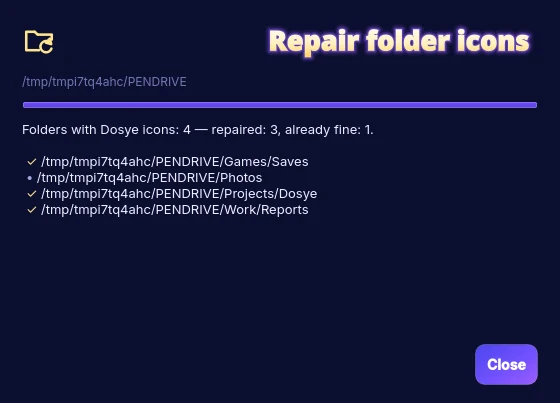 Repair folder icons
/tmp/tmpi7tq4ahc/PENDRIVE
Folders with Dosye icons: 4 — repaired: 3, already fine: 1.
✓ /tmp/tmpi7tq4ahc/PENDRIVE/Games/Saves
• /tmp/tmpi7tq4ahc/PENDRIVE/Photos
✓ /tmp/tmpi7tq4ahc/PENDRIVE/Projects/Dosye
✓ /tmp/tmpi7tq4ahc/PENDRIVE/Work/Reports
Close